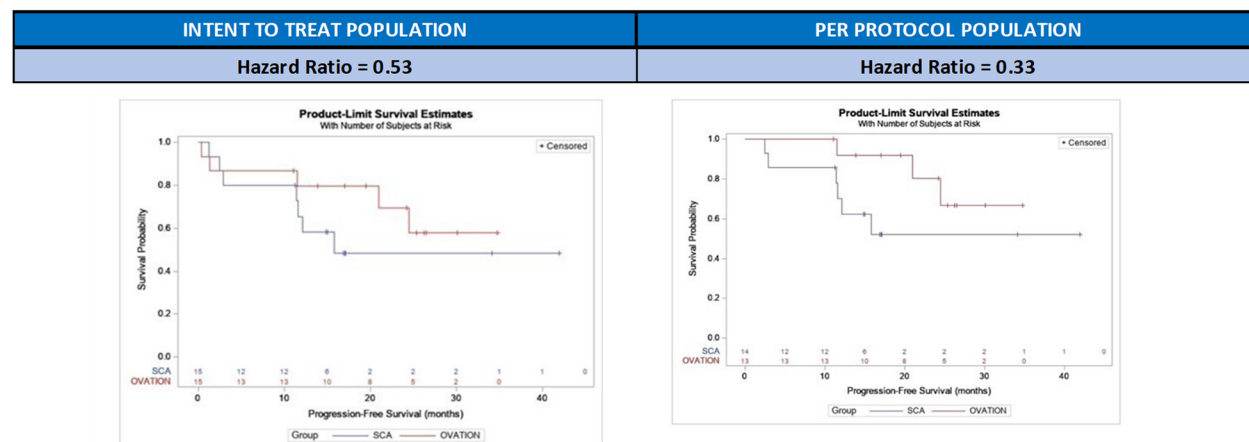 INTENT TO TREAT POPULATION
PER PROTOCOL POPULATION
Hazard Ratio = 0.53
Hazard Ratio = 0.33
Product-Limit Survival Estimates
With Number of Subjects at Risk
+ Censored
1.0
0.8
0.6
0.4
0.2
0.0
Survival Probability
SCA 15 12 12 6 2 2 2 1 1 0
OVATION 15 13 13 10 8 5 2 0
0 10 20 30 40
Progression-Free Survival (months)
Group SCA OVATION
Product-Limit Survival Estimates
With Number of Subjects at Risk
+ Censored
1.0
0.8
0.6
0.4
0.2
0.0
Survival Probability
SCA 14 12 12 6 2 2 2 1 1 0
OVATION 13 13 13 10 8 5 2 0
0 10 20 30 40
Progression-Free Survival (months)
Group SCA OVATION